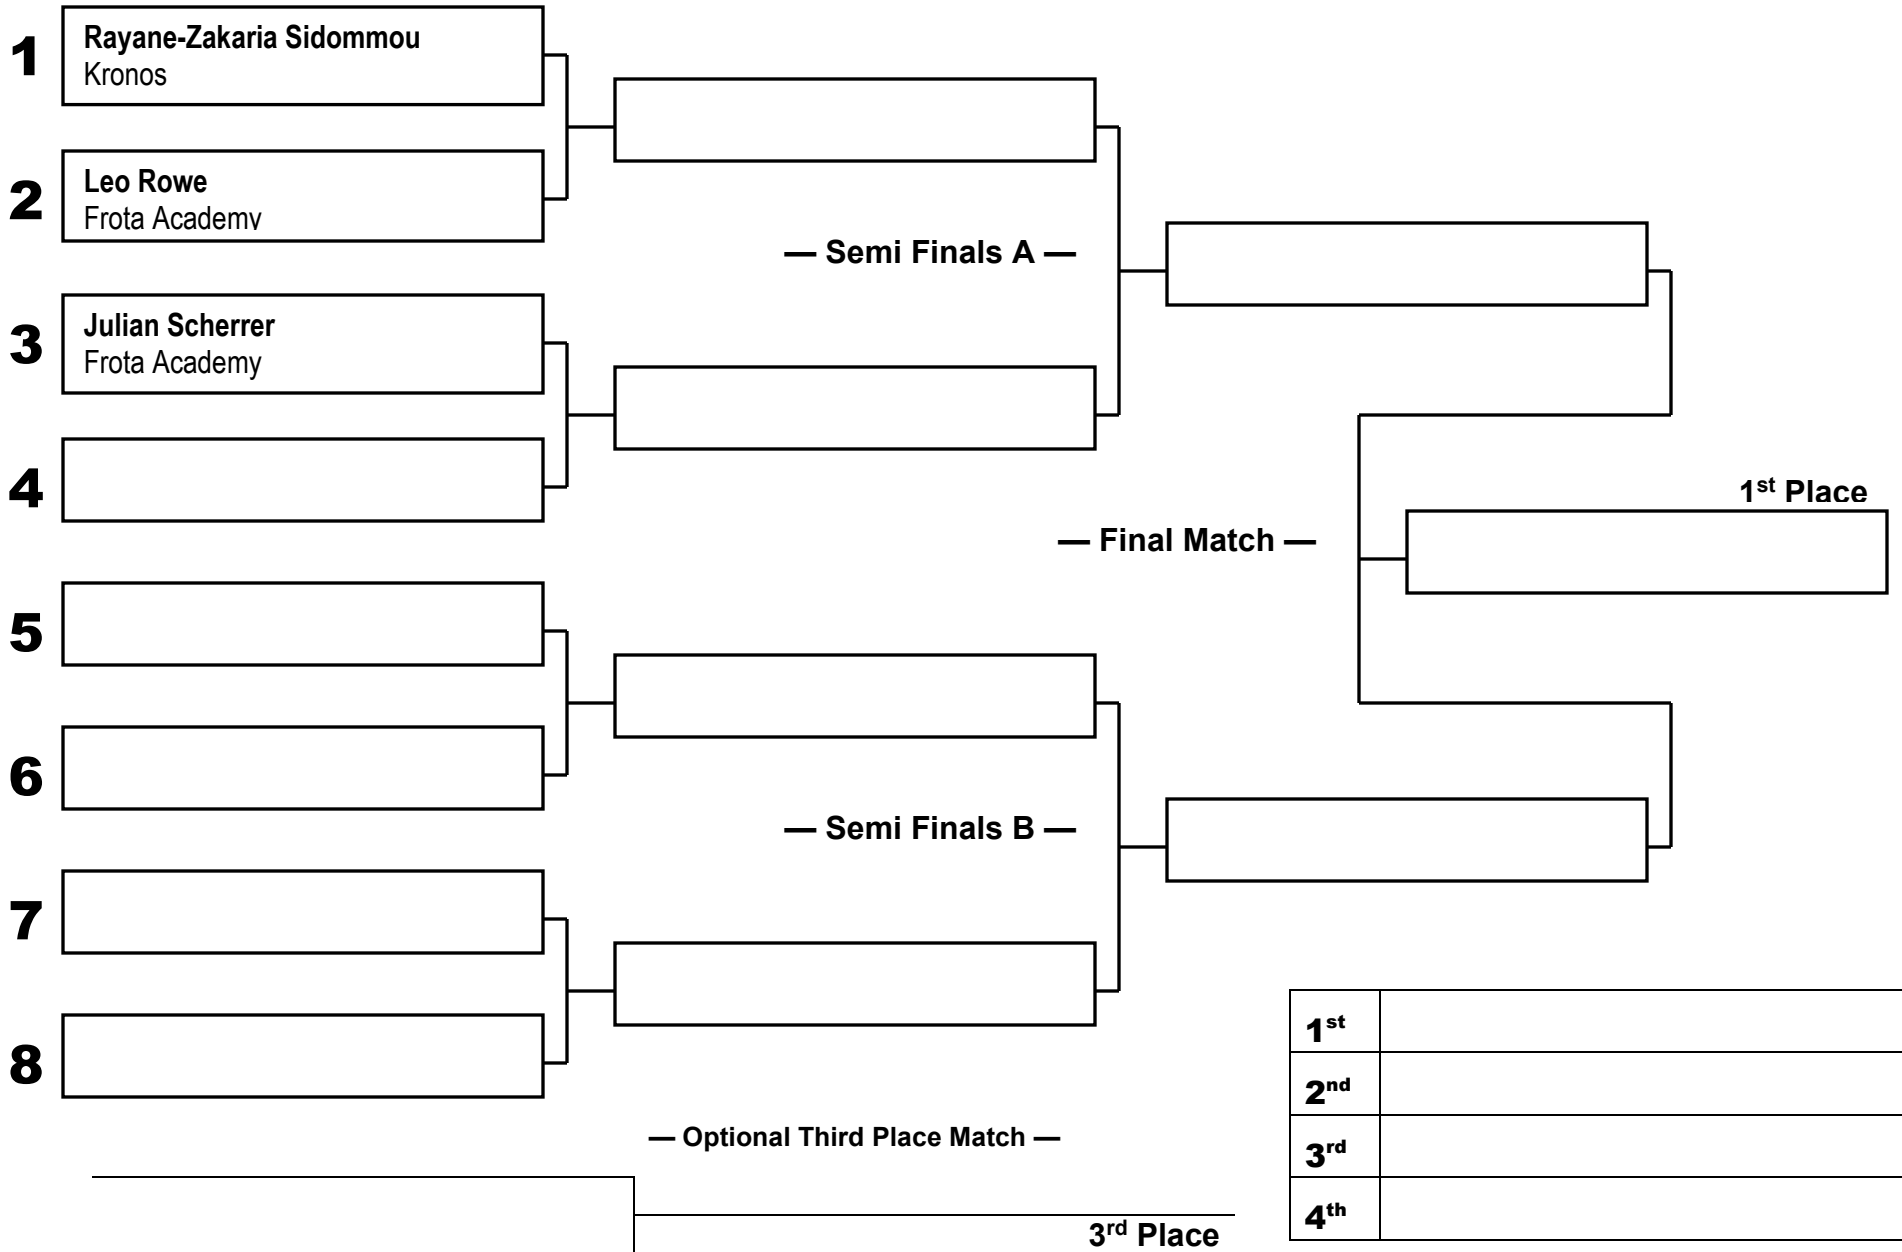 1
Rayane-Zakaria Sidommou
Kronos
2
Leo Rowe
Frota Academy
— Semi Finals A —
3
Julian Scherrer
Frota Academy
4
1st Place
— Final Match —
5
6
— Semi Finals B —
7
8
1st
2nd
3rd
4th
— Optional Third Place Match —
3rd Place